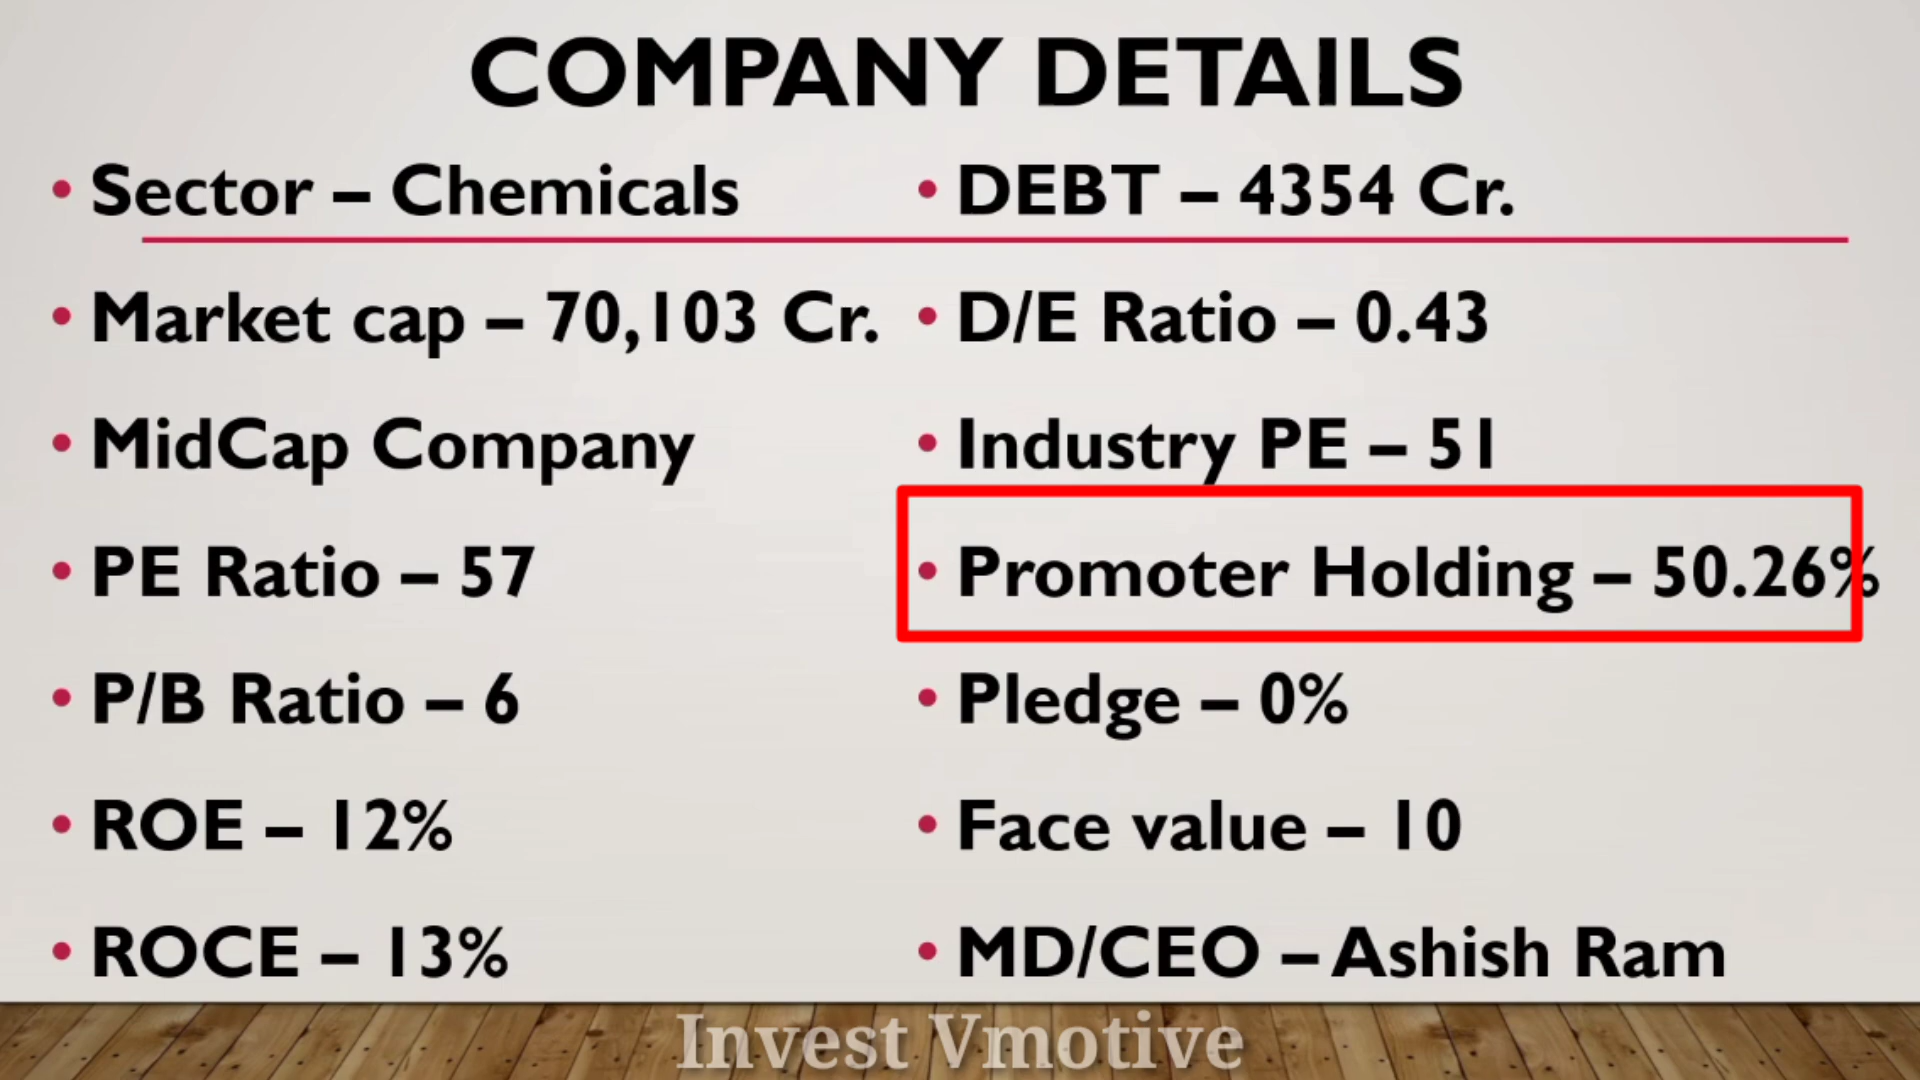 COMPANY DETAILS
• Sector – Chemicals
• Market cap – 70,103 Cr.
• MidCap Company
• PE Ratio – 57
• P/B Ratio – 6
• ROE – 12%
• ROCE – 13%
• DEBT – 4354 Cr.
• D/E Ratio – 0.43
• Industry PE – 51
• Promoter Holding – 50.26%
• Pledge – 0%
• Face value – 10
• MD/CEO – Ashish Ram
Invest Vmotive